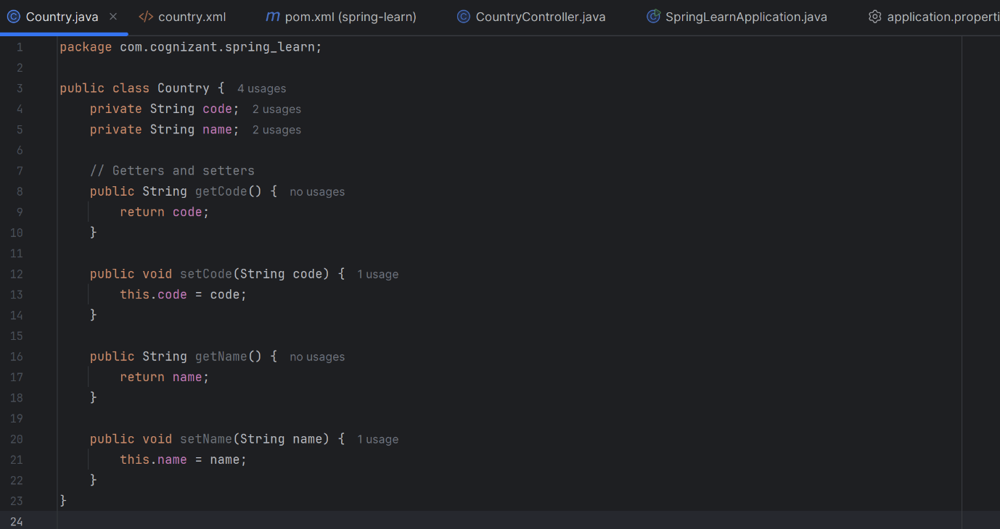 Country.java country.xml pom.xml (spring-learn) CountryController.java SpringLearnApplication.java application.properti
1 package com.cognizant.spring_learn;
2
3 public class Country { 4 usages
4     private String code; 2 usages
5     private String name; 2 usages
6
7     // Getters and setters
8     public String getCode() { no usages
9         return code;
10     }
11
12     public void setCode(String code) { 1 usage
13         this.code = code;
14     }
15
16     public String getName() { no usages
17         return name;
18     }
19
20     public void setName(String name) { 1 usage
21         this.name = name;
22     }
23 }
24